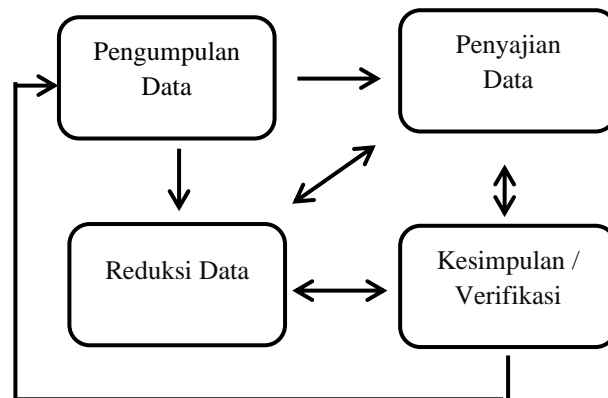 Pengumpulan
Data
Penyajian
Data
Reduksi Data
Kesimpulan /
Verifikasi